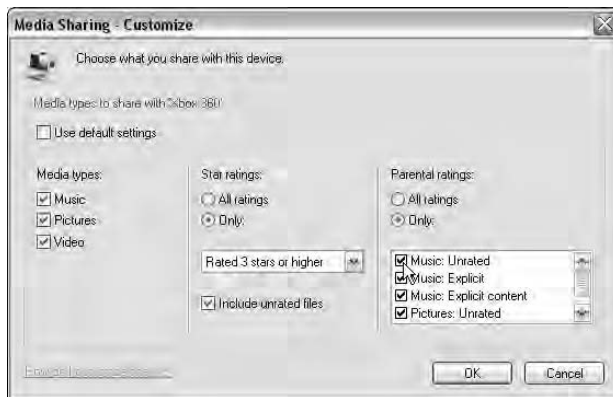 Media Sharing - Customize
Choose what you share with this device.
Media types to share with 'Xbox 360'
Use default settings
Media types:
Music
Pictures
Video
Star ratings:
All ratings
Only:
Rated 3 stars or higher
Include unrated files
Parental ratings:
All ratings
Only:
Music: Unrated
Music: Explicit
Music: Explicit content
Pictures: Unrated
OK
Cancel